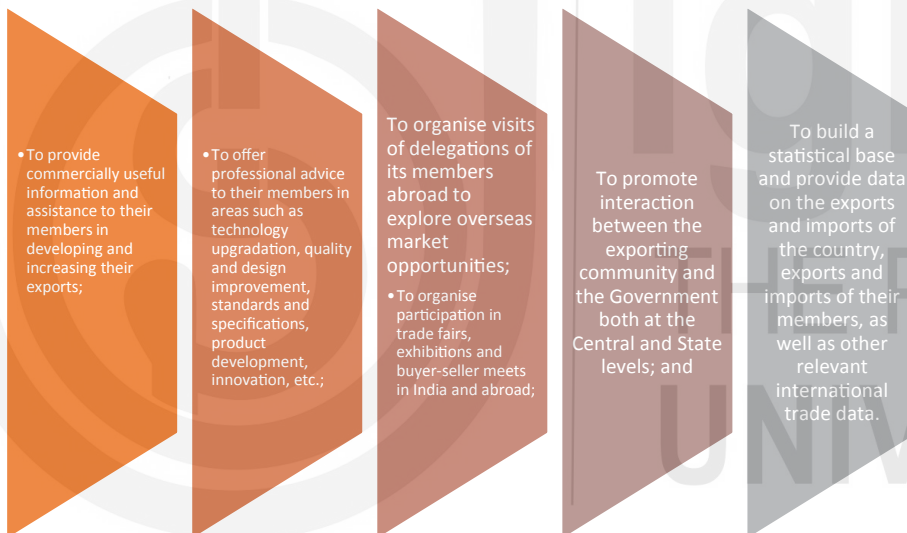 •To provide
commercially useful
information and
assistance to their
members in
developing and
increasing their
exports;
•To offer
professional advice
to their members in
areas such as
technology
upgradation, quality
and design
improvement,
standards and
specifications,
product
development,
innovation, etc.;
To organise visits
of delegations of
its members
abroad to
explore overseas
market
opportunities;
•To organise
participation in
trade fairs,
exhibitions and
buyer-seller meets
in India and abroad;
To promote
interaction
between the
exporting
community and
the Government
both at the
Central and State
levels; and
To build a
statistical base
and provide data
on the exports
and imports of
the country,
exports and
imports of their
members, as
well as other
relevant
international
trade data.
THE